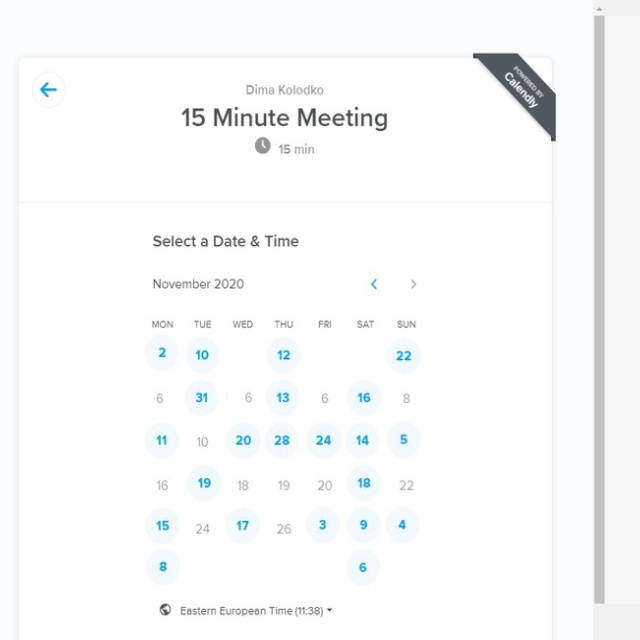 POWERED BY
Calendly
Dima Kolodko
15 Minute Meeting
15 min
Select a Date & Time
November 2020
MON TUE WED THU FRI SAT SUN
2 10 12 22
6 31 6 13 6 16 8
11 10 20 28 24 14 5
16 19 18 19 20 18 22
15 24 17 26 3 9 4
8 6
Eastern European Time (11:38)